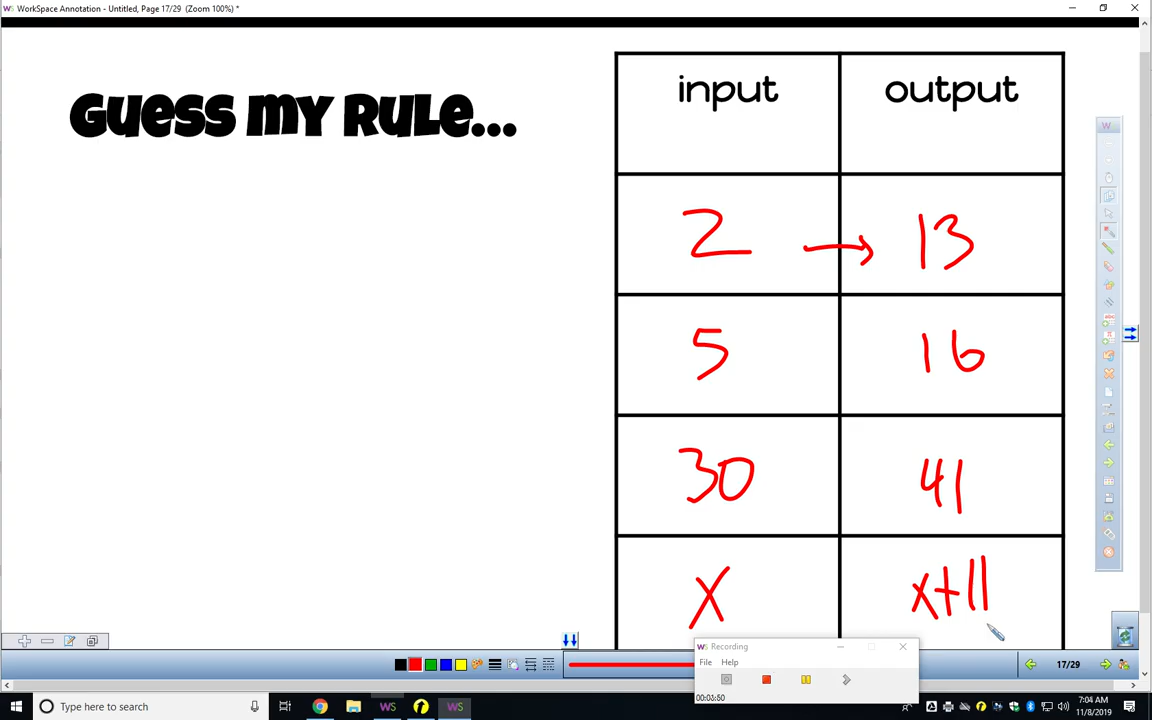 WorkSpace Annotation - Untitled, Page 17/29 (Zoom 100%) *
Guess my Rule...
input output
2 → 13
5 16
30 41
x x+11
Recording
File Help
00:03:50
17/29
Type here to search
7:04 AM
11/8/2019